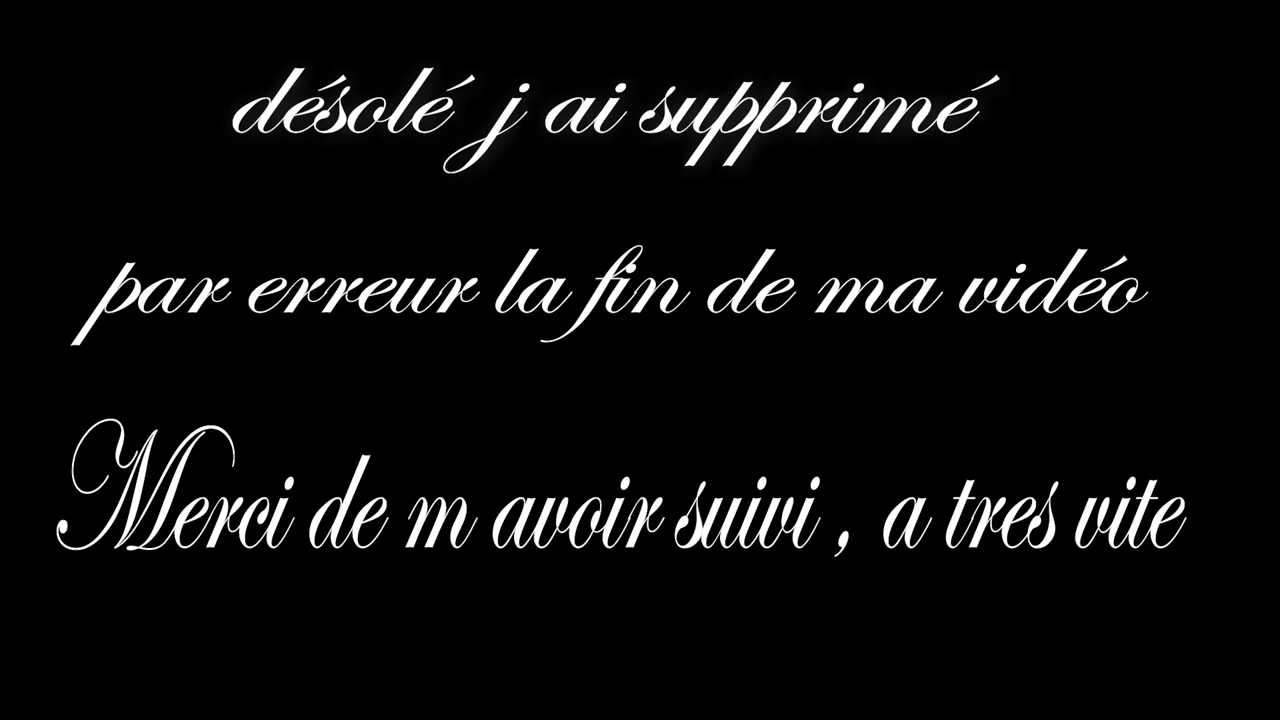 désolé j ai supprimé
par erreur la fin de ma vidéo
Merci de m avoir suivi , a tres vite